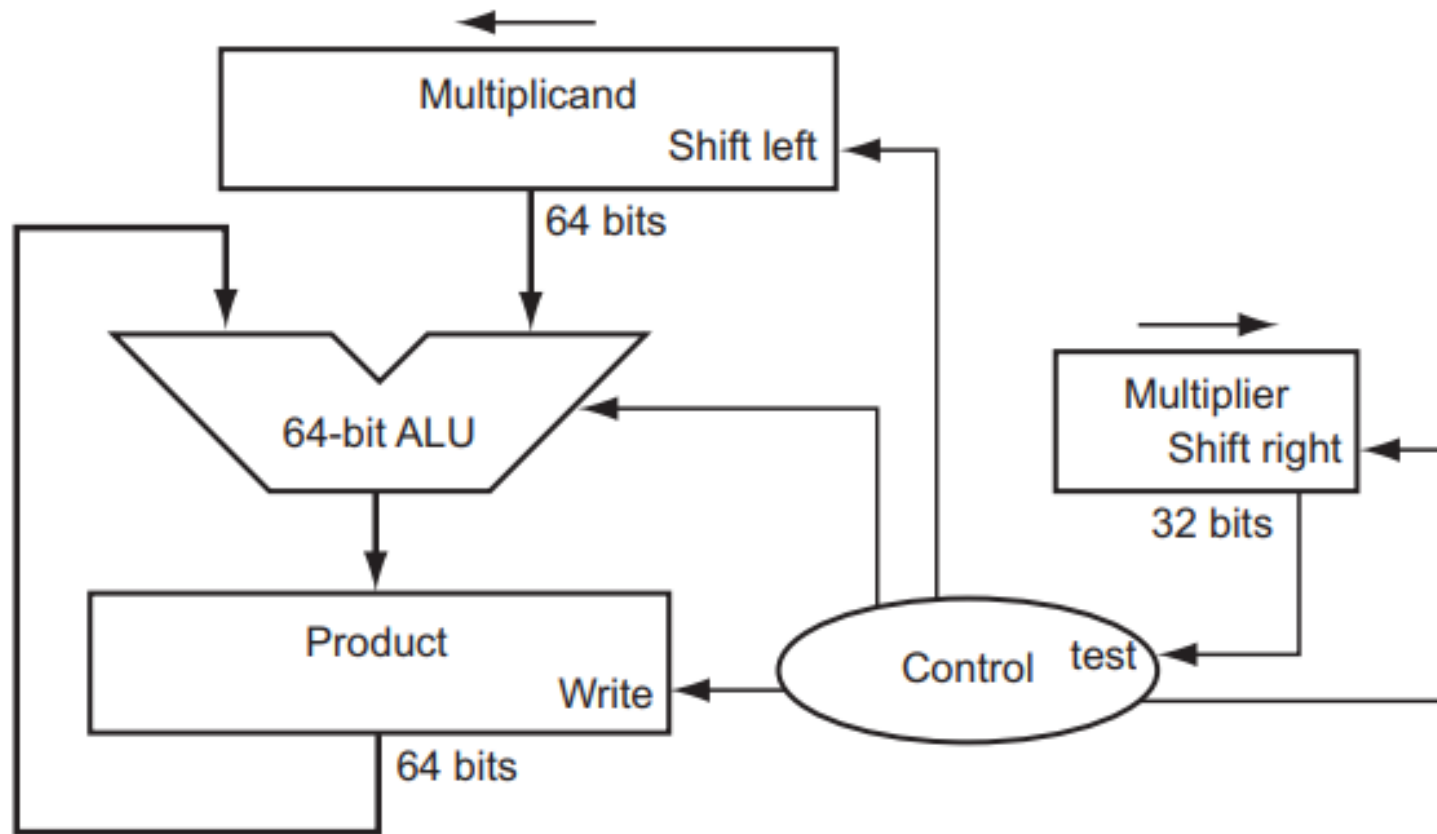 Multiplicand
Shift left
64 bits
64-bit ALU
Multiplier
Shift right
32 bits
Product
Write
64 bits
Control
test